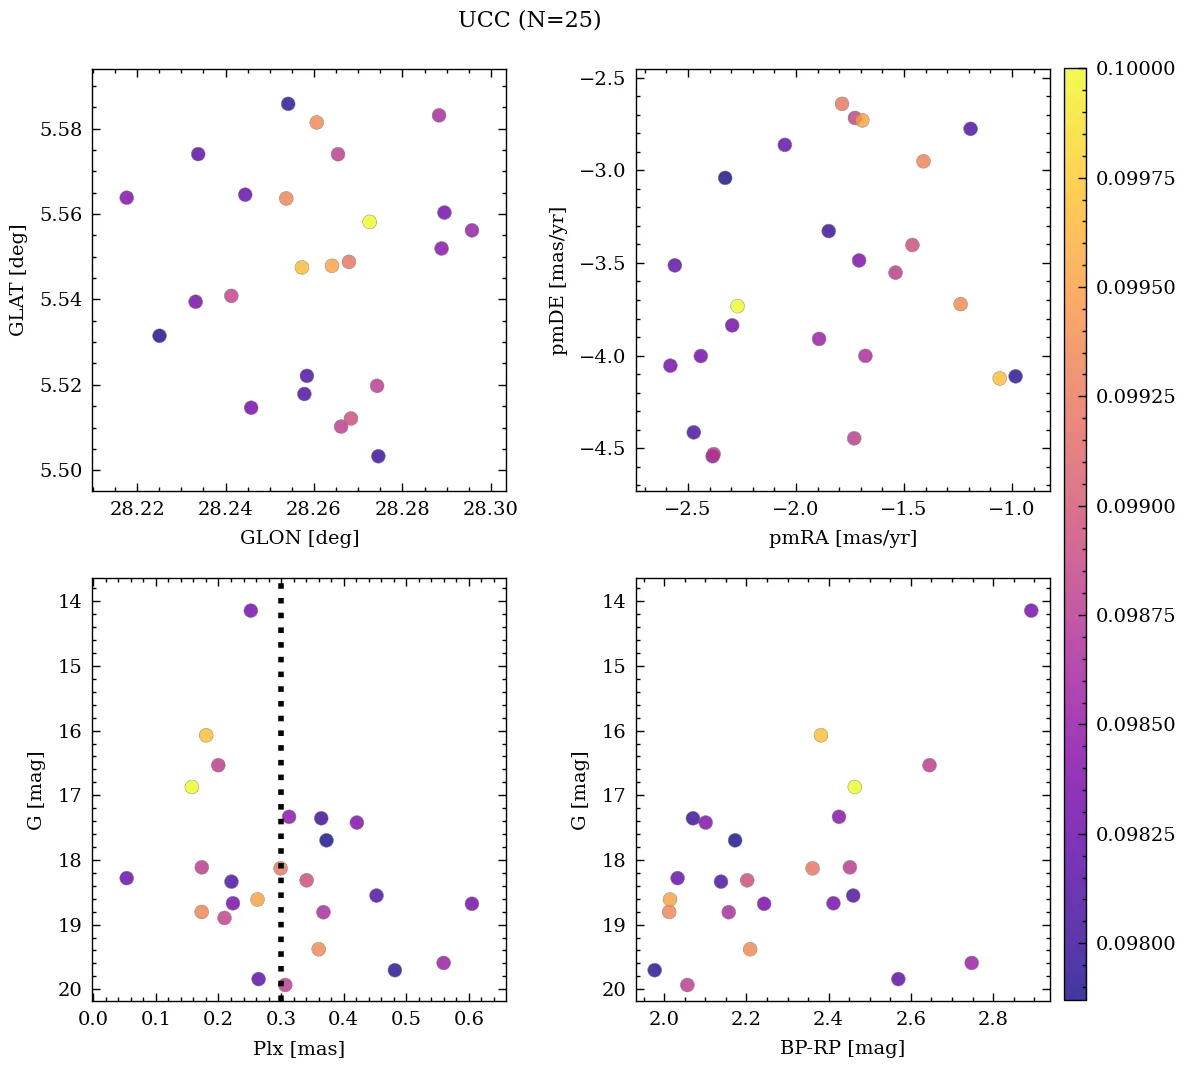 UCC (N=25)
5.58
5.56
5.54
5.52
5.50
GLAT [deg]
28.22 28.24 28.26 28.28 28.30
GLON [deg]
−2.5
−3.0
−3.5
−4.0
−4.5
pmDE [mas/yr]
−2.5 −2.0 −1.5 −1.0
pmRA [mas/yr]
14
15
16
17
18
19
20
G [mag]
0.0 0.1 0.2 0.3 0.4 0.5 0.6
Plx [mas]
14
15
16
17
18
19
20
G [mag]
2.0 2.2 2.4 2.6 2.8
BP-RP [mag]
0.10000
0.09975
0.09950
0.09925
0.09900
0.09875
0.09850
0.09825
0.09800